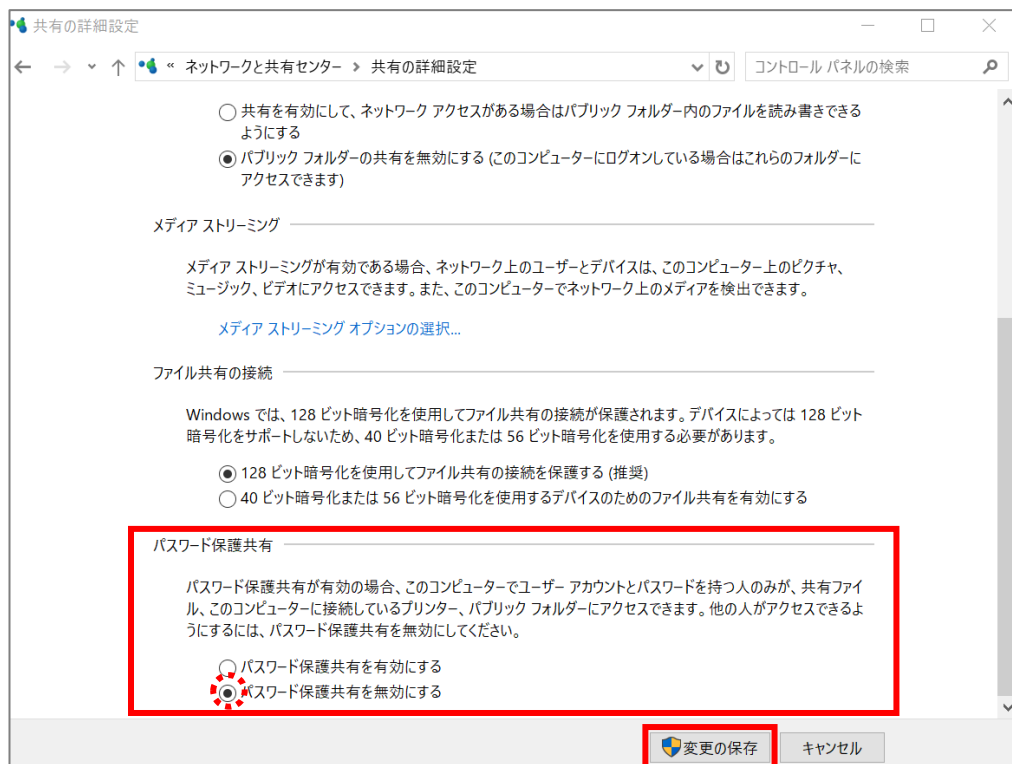 共有の詳細設定
« ネットワークと共有センター > 共有の詳細設定
コントロール パネルの検索
共有を有効にして、ネットワーク アクセスがある場合はパブリック フォルダー内のファイルを読み書きできる
ようにする
パブリック フォルダーの共有を無効にする (このコンピューターにログオンしている場合はこれらのフォルダーに
アクセスできます)
メディア ストリーミング
メディア ストリーミングが有効である場合、ネットワーク上のユーザーとデバイスは、このコンピューター上のピクチャ、
ミュージック、ビデオにアクセスできます。また、このコンピューターでネットワーク上のメディアを検出できます。
メディア ストリーミング オプションの選択...
ファイル共有の接続
Windows では、128 ビット暗号化を使用してファイル共有の接続が保護されます。デバイスによっては 128 ビット
暗号化をサポートしないため、40 ビット暗号化または 56 ビット暗号化を使用する必要があります。
128 ビット暗号化を使用してファイル共有の接続を保護する (推奨)
40 ビット暗号化または 56 ビット暗号化を使用するデバイスのためのファイル共有を有効にする
パスワード保護共有
パスワード保護共有が有効の場合、このコンピューターでユーザー アカウントとパスワードを持つ人のみが、共有ファイ
ル、このコンピューターに接続しているプリンター、パブリック フォルダーにアクセスできます。他の人がアクセスできるよ
うにするには、パスワード保護共有を無効にしてください。
パスワード保護共有を有効にする
パスワード保護共有を無効にする
変更の保存
キャンセル